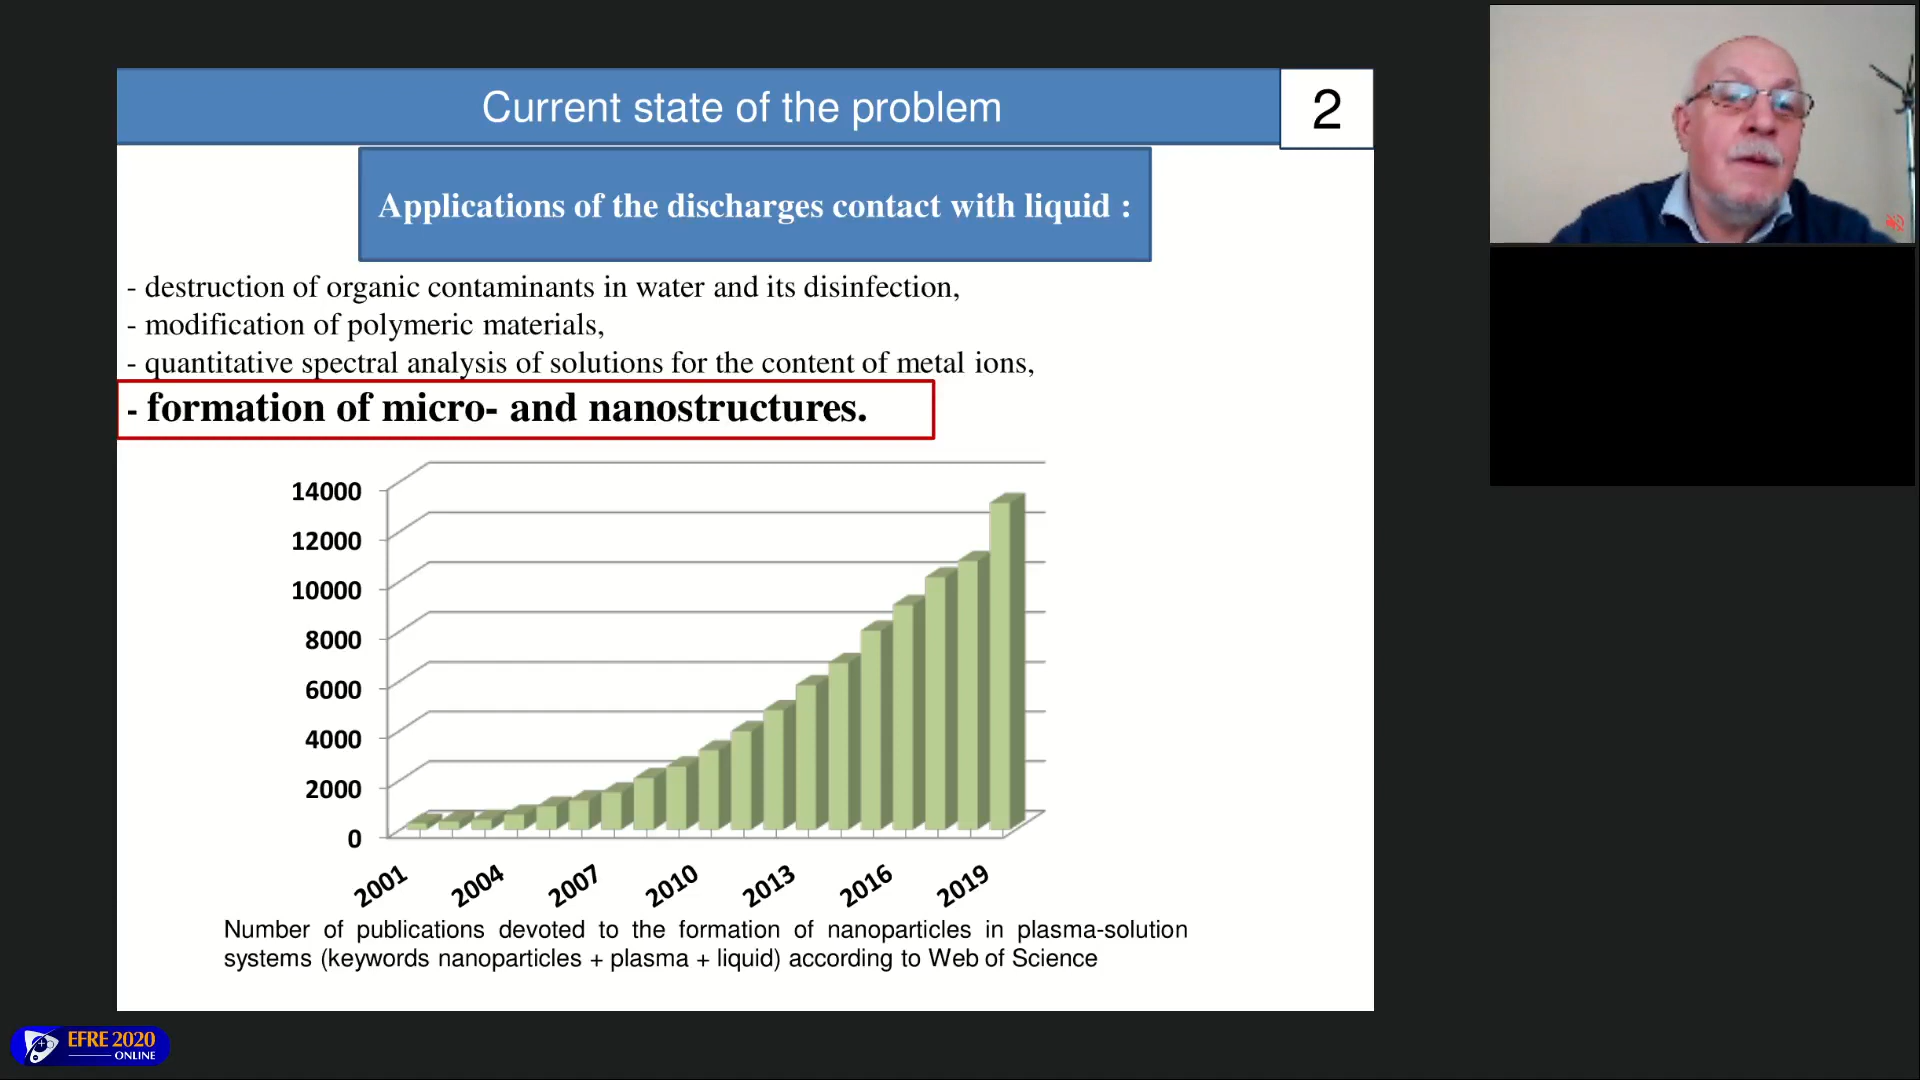 Current state of the problem
2
Applications of the discharges contact with liquid :
- destruction of organic contaminants in water and its disinfection,
- modification of polymeric materials,
- quantitative spectral analysis of solutions for the content of metal ions,
- formation of micro- and nanostructures.
14000
12000
10000
8000
6000
4000
2000
0
2001 2004 2007 2010 2013 2016 2019
Number of publications devoted to the formation of nanoparticles in plasma-solution
systems (keywords nanoparticles + plasma + liquid) according to Web of Science
EFRE 2020
ONLINE